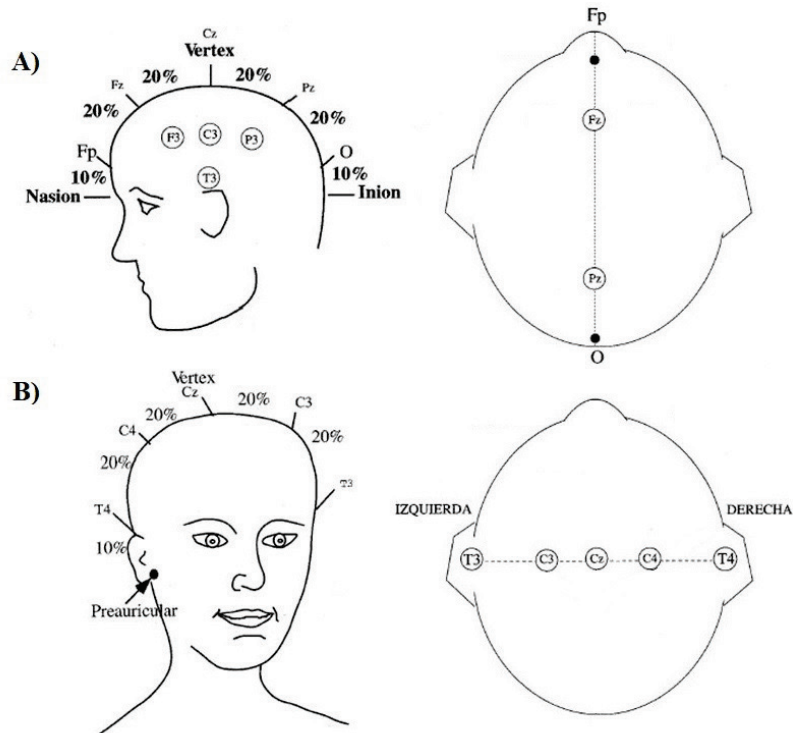 A)
Cz
Vertex
20% 20%
Fz Pz
20% 20%
F3 C3 P3
Fp O
T3
10% 10%
Nasion Inion
Fp
Fz
Pz
O
B)
Vertex
Cz
20% 20%
C4 C3
20% 20%
T4 T3
10%
Preauricular
IZQUIERDA DERECHA
T3 C3 Cz C4 T4